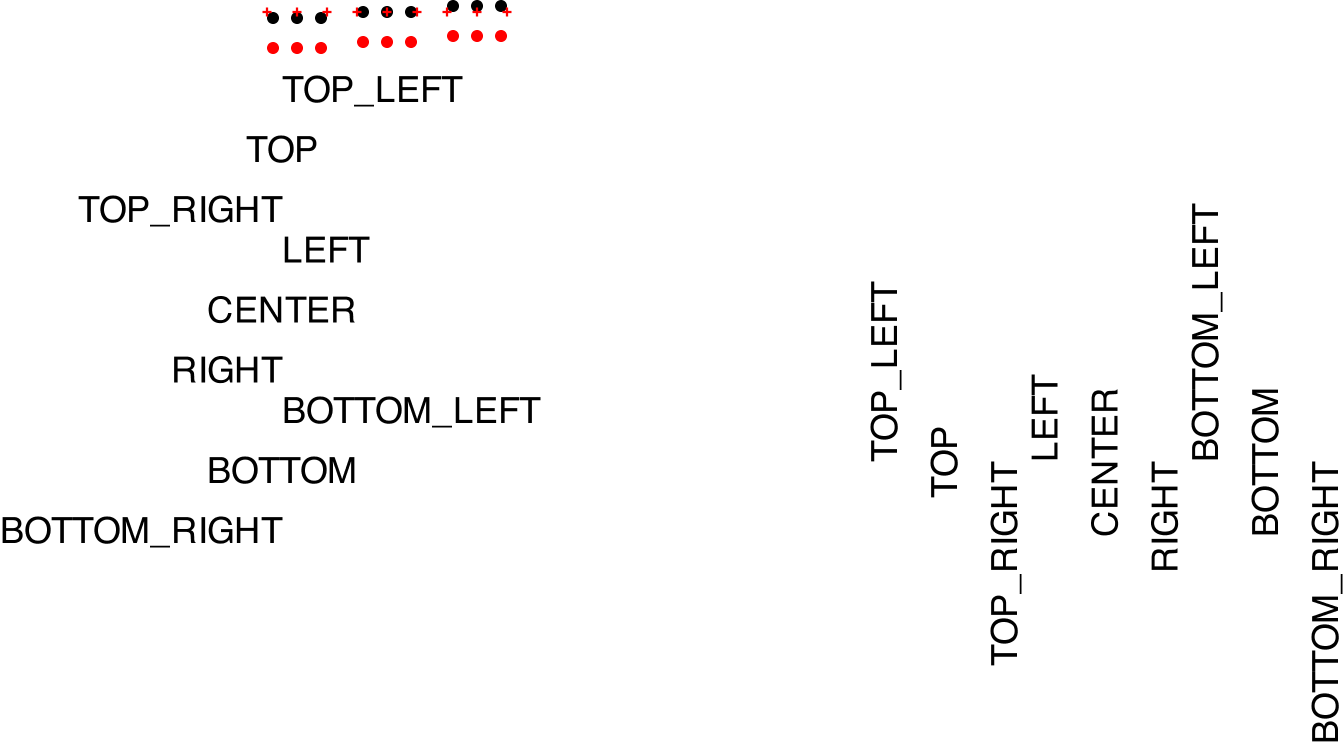 TOP_LEFT
TOP
TOP_RIGHT
LEFT
CENTER
RIGHT
BOTTOM_LEFT
BOTTOM
BOTTOM_RIGHT
TOP_LEFT
TOP
TOP_RIGHT
LEFT
CENTER
RIGHT
BOTTOM_LEFT
BOTTOM
BOTTOM_RIGHT